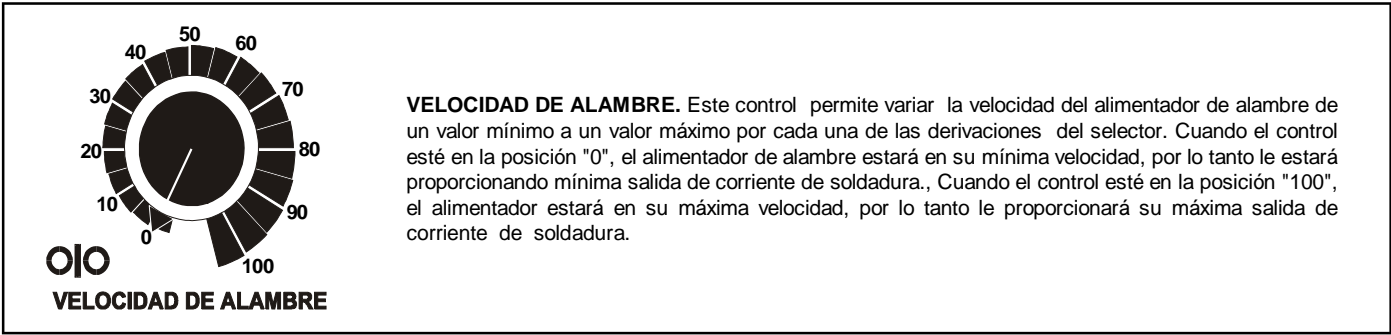 50
40
60
30
70
20
80
10
90
0
100
VELOCIDAD DE ALAMBRE
VELOCIDAD DE ALAMBRE. Este control permite variar la velocidad del alimentador de alambre de
un valor mínimo a un valor máximo por cada una de las derivaciones del selector. Cuando el control
esté en la posición "0", el alimentador de alambre estará en su mínima velocidad, por lo tanto le estará
proporcionando mínima salida de corriente de soldadura., Cuando el control esté en la posición "100",
el alimentador estará en su máxima velocidad, por lo tanto le proporcionará su máxima salida de
corriente de soldadura.